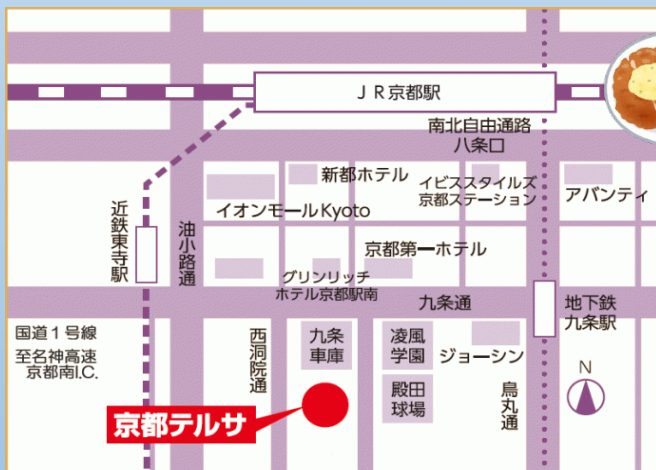 JR京都駅
南北自由通路
八条口
新都ホテル
イビススタイルズ
京都ステーション
アバンティ
イオンモールKyoto
近鉄東寺駅
油小路通
京都第一ホテル
グリンリッチ
ホテル京都駅南
九条通
地下鉄
九条駅
国道1号線
至名神高速
京都南I.C.
西洞院通
九条
車庫
凌風
学園
ジョーシン
殿田
球場
烏丸通
N
京都テルサ